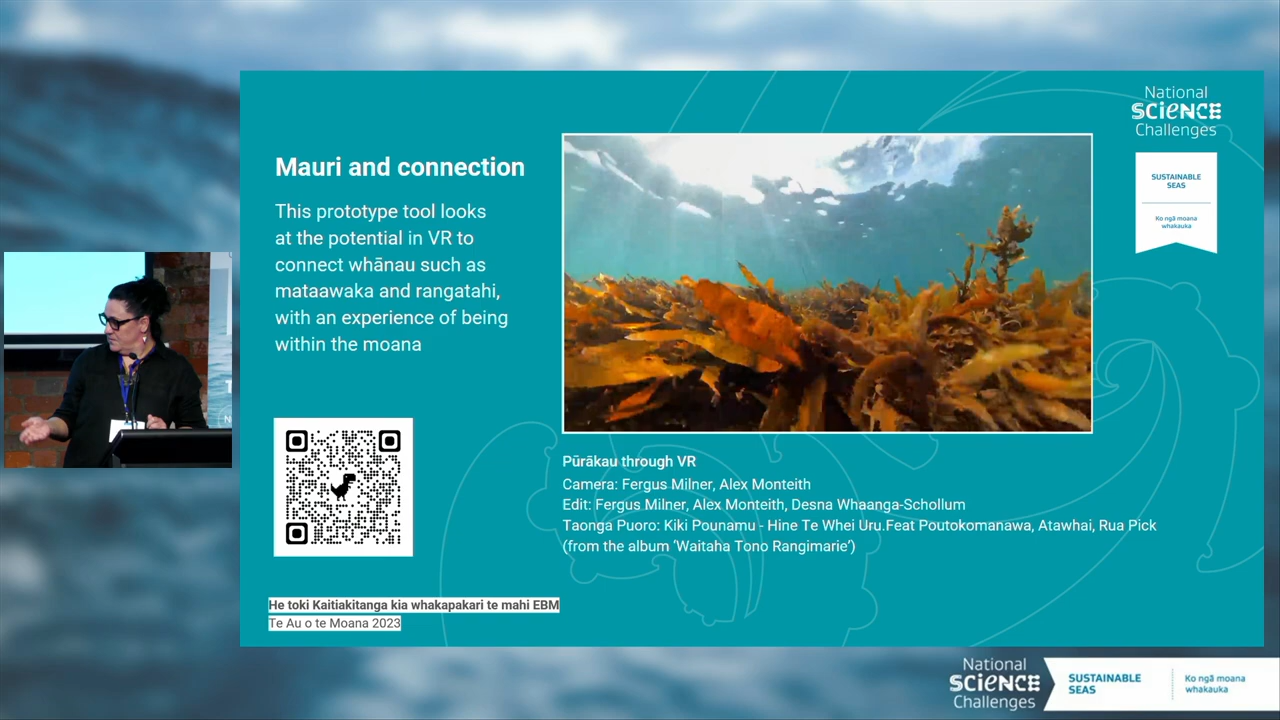 National
SCIENCE
Challenges
SUSTAINABLE
SEAS
Ko ngā moana
whakauka
Mauri and connection
This prototype tool looks
at the potential in VR to
connect whānau such as
mataawaka and rangatahi,
with an experience of being
within the moana
Pūrākau through VR
Camera: Fergus Milner, Alex Monteith
Edit: Fergus Milner, Alex Monteith, Desna Whaanga-Schollum
Taonga Puoro: Kiki Pounamu - Hine Te Whei Uru.Feat Poutokomanawa, Atawhai, Rua Pick
(from the album ‘Waitaha Tono Rangimarie’)
He toki Kaitiakitanga kia whakapakari te mahi EBM
Te Au o te Moana 2023
National
SCIENCE
Challenges
SUSTAINABLE
SEAS
Ko ngā moana
whakauka